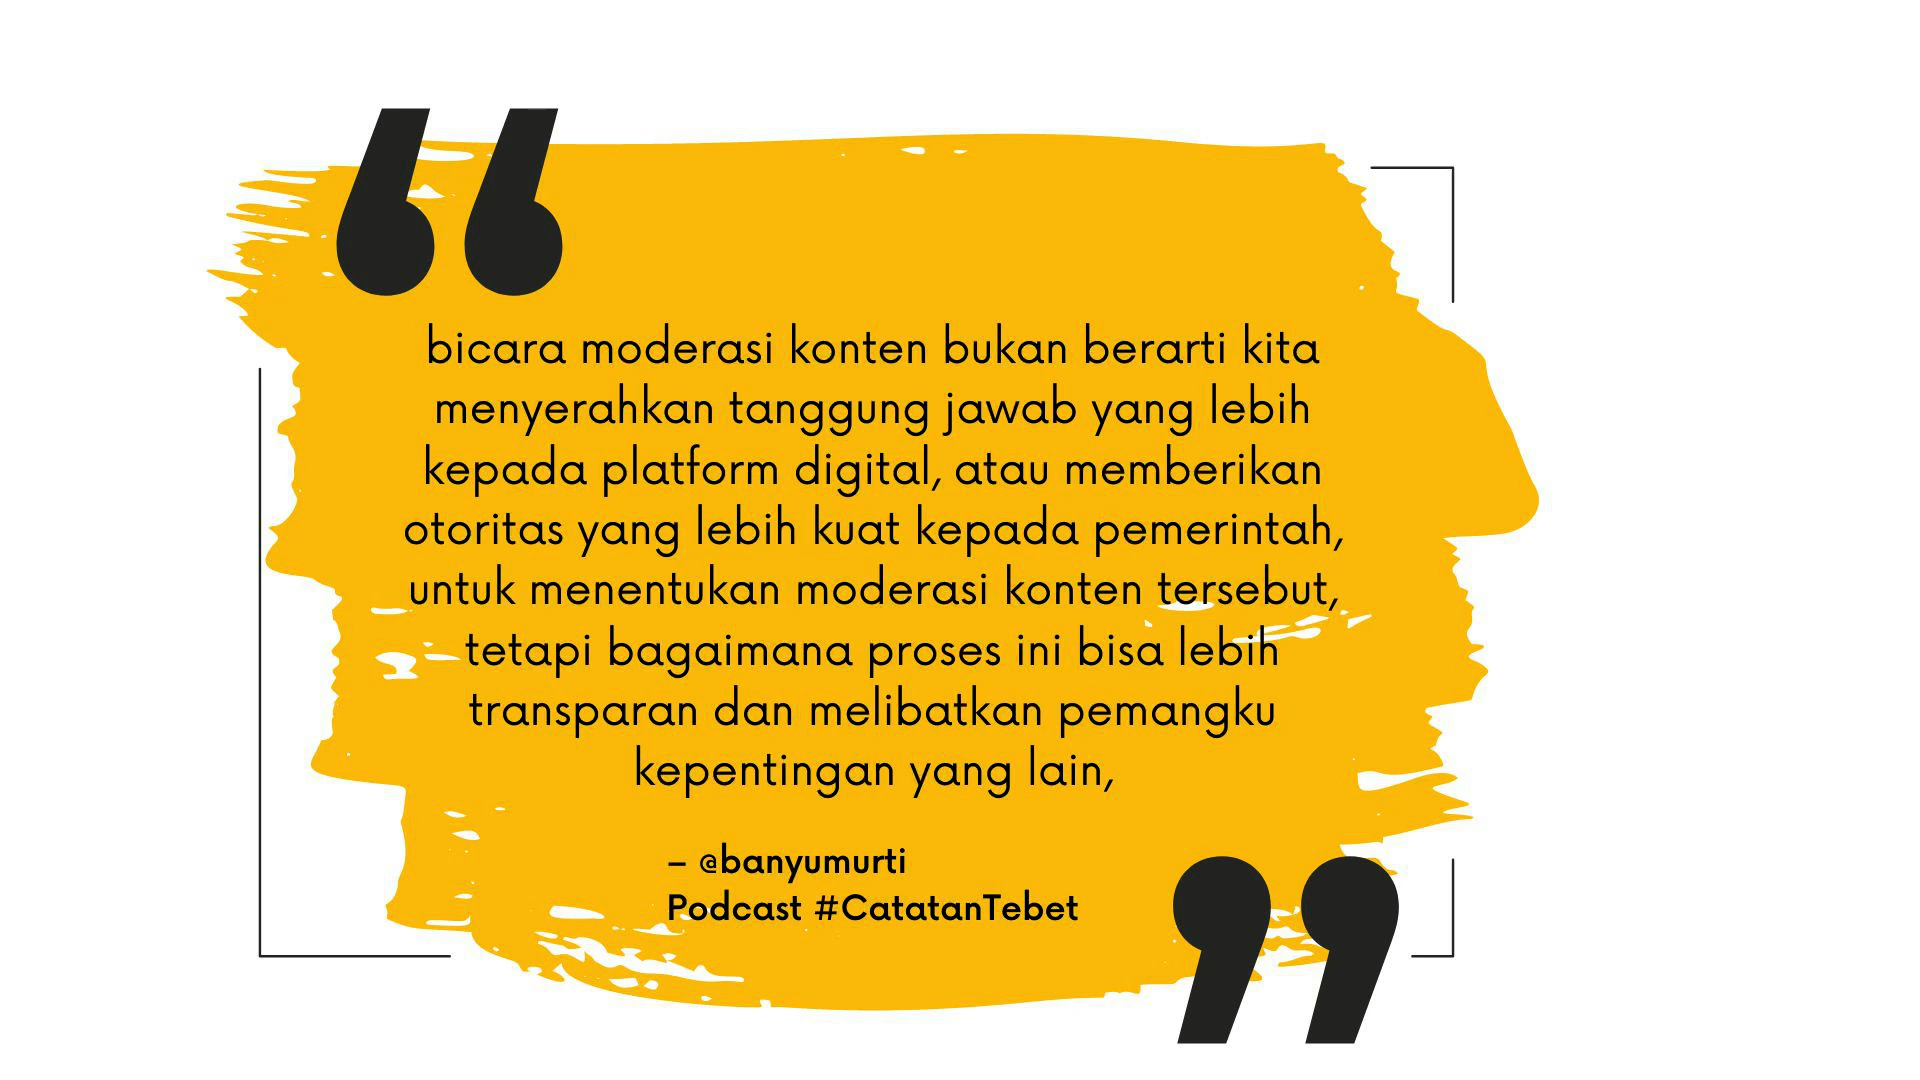 “
bicara moderasi konten bukan berarti kita
menyerahkan tanggung jawab yang lebih
kepada platform digital, atau memberikan
otoritas yang lebih kuat kepada pemerintah,
untuk menentukan moderasi konten tersebut,
tetapi bagaimana proses ini bisa lebih
transparan dan melibatkan pemangku
kepentingan yang lain,
– @banyumurti
Podcast #CatatanTebet
”